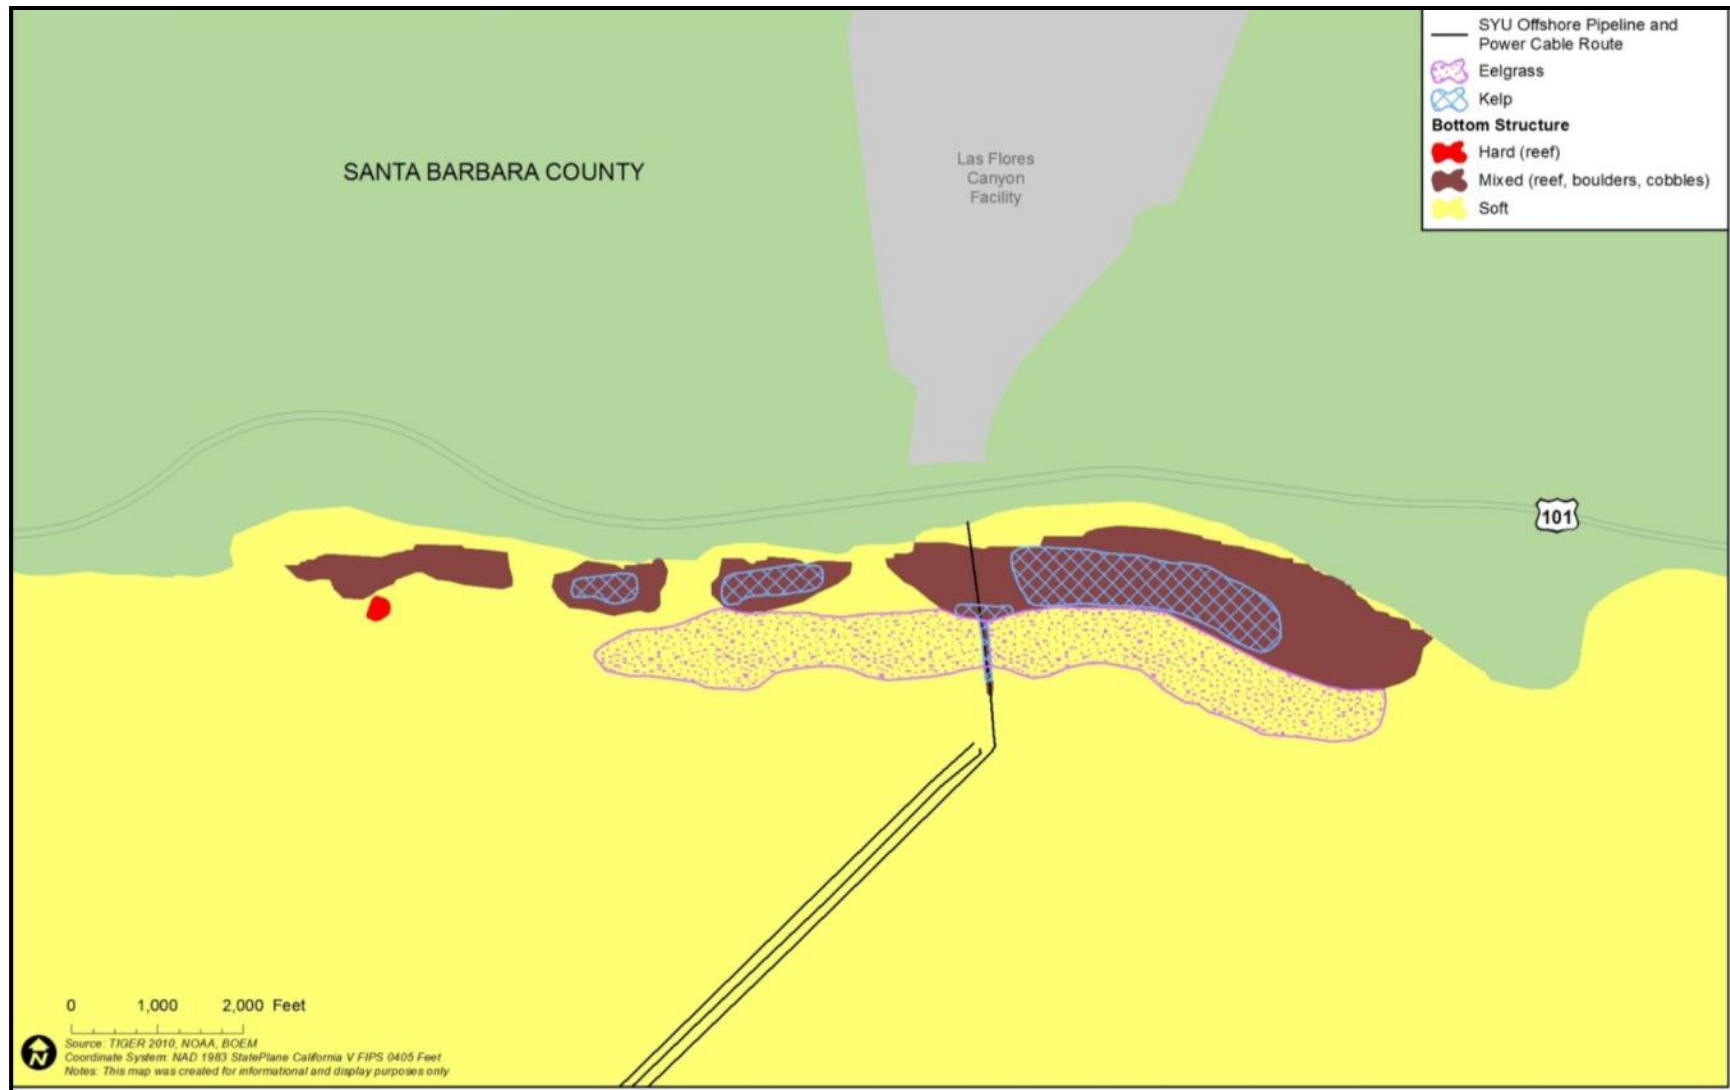 SYU Offshore Pipeline and
Power Cable Route
Eelgrass
Kelp
Bottom Structure
Hard (reef)
Mixed (reef, boulders, cobbles)
Soft
SANTA BARBARA COUNTY
Las Flores
Canyon
Facility
101
0 1,000 2,000 Feet
N
Source: TIGER 2010, NOAA, BOEM
Coordinate System: NAD 1983 StatePlane California V FIPS 0405 Feet
Notes: This map was created for informational and display purposes only